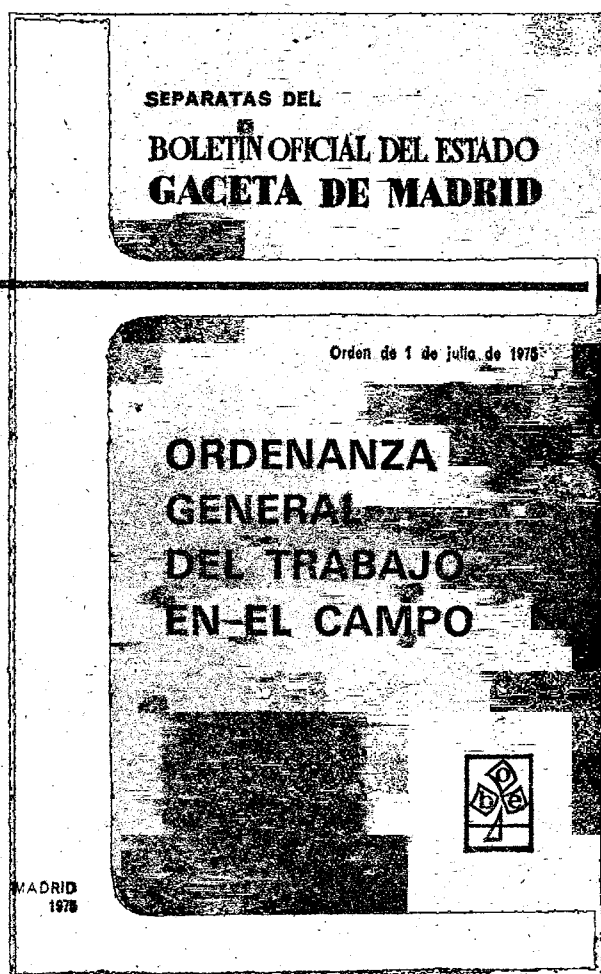 SEPARATAS DEL
BOLETIN OFICIAL DEL ESTADO
GACETA DE MADRID
Orden de 1 de julio de 1975
ORDENANZA
GENERAL
DEL TRABAJO
EN EL CAMPO
o
b e
MADRID
1975